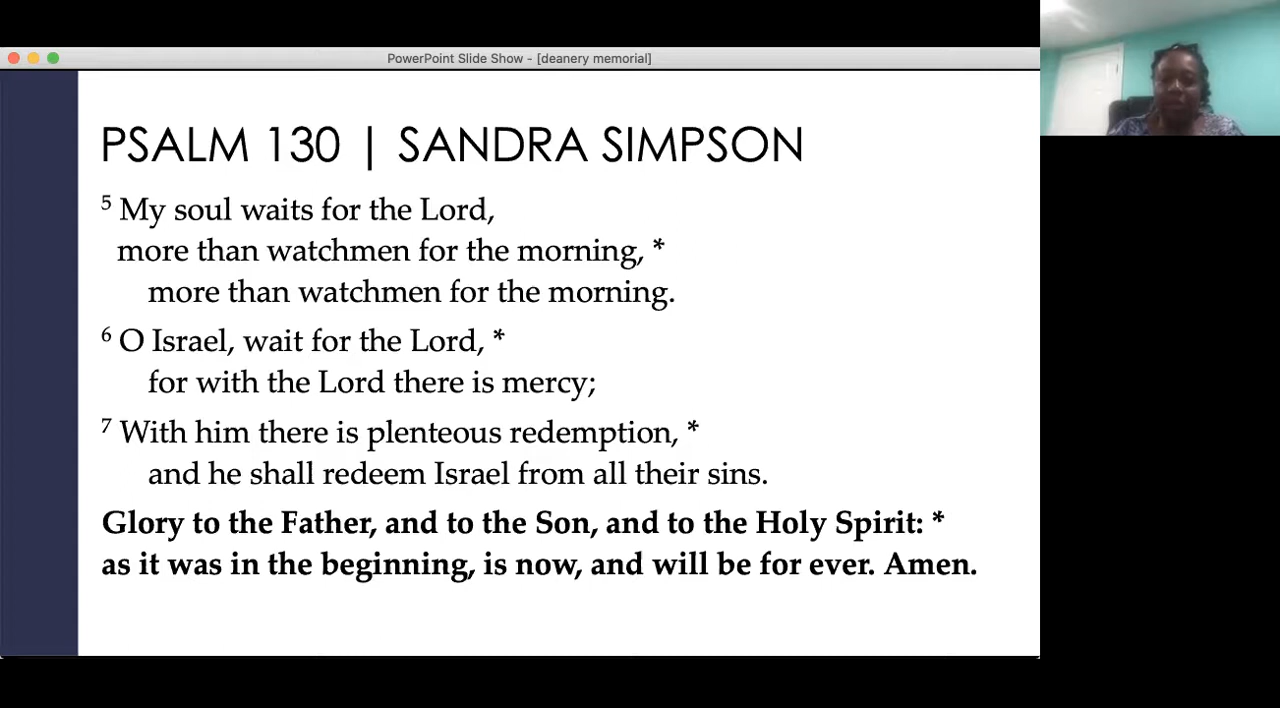 PowerPoint Slide Show - [deanery memorial]
PSALM 130 | SANDRA SIMPSON
5 My soul waits for the Lord,
more than watchmen for the morning, *
more than watchmen for the morning.
6 O Israel, wait for the Lord, *
for with the Lord there is mercy;
7 With him there is plenteous redemption, *
and he shall redeem Israel from all their sins.
Glory to the Father, and to the Son, and to the Holy Spirit: *
as it was in the beginning, is now, and will be for ever. Amen.